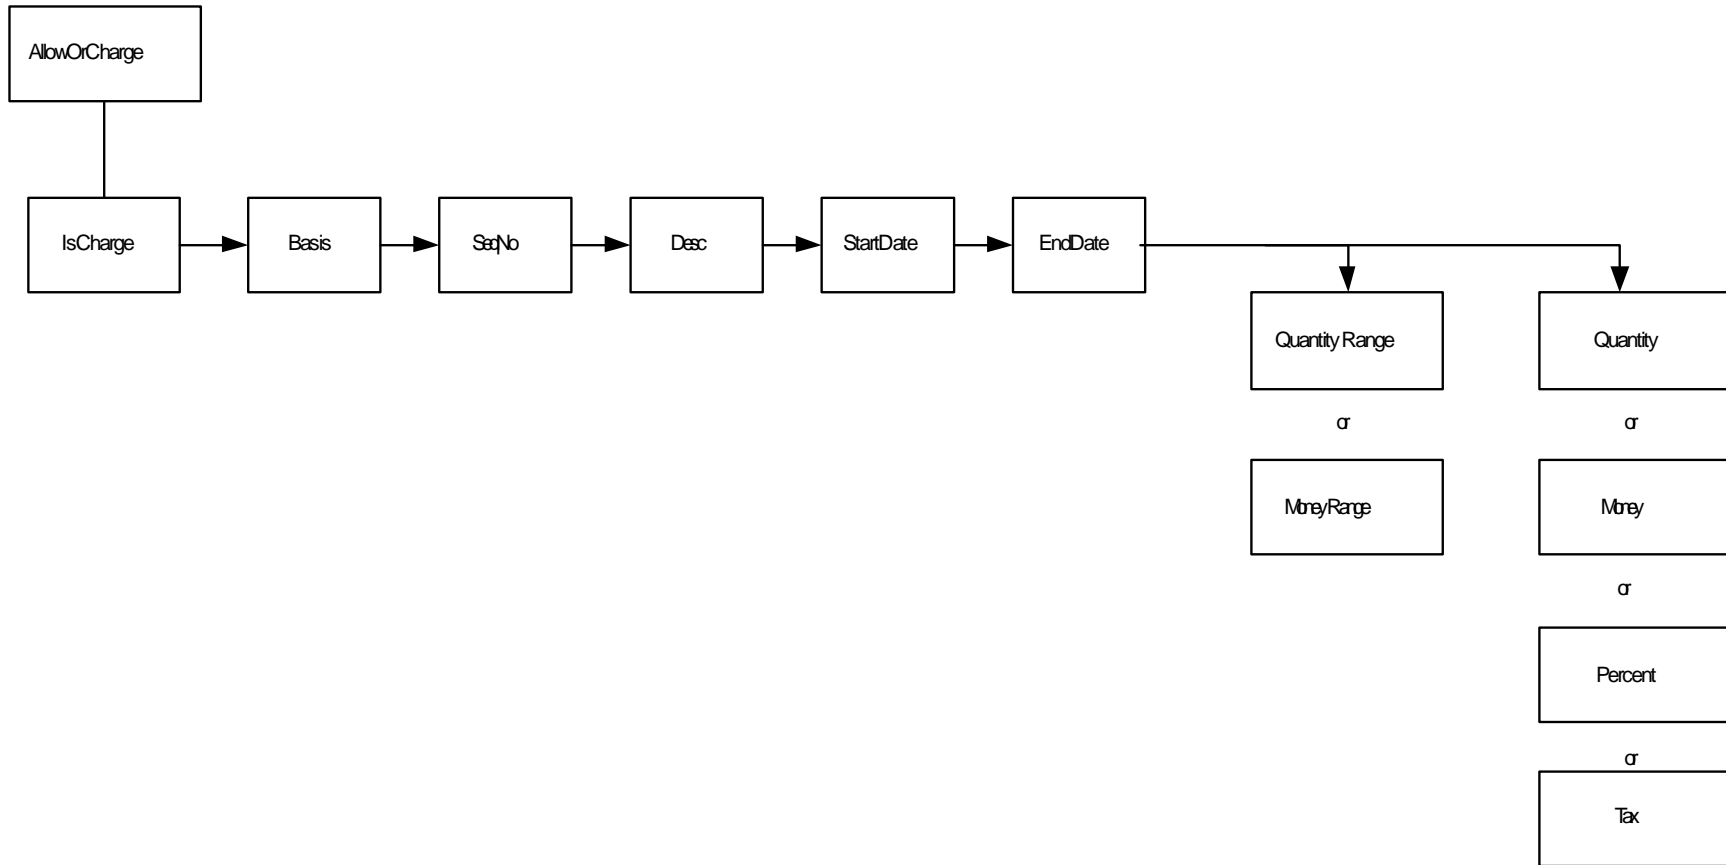 AllowOrCharge
IsCharge
Basis
SeqNo
Desc
StartDate
EndDate
Quantity Range
or
MoneyRange
Quantity
or
Money
or
Percent
or
Tax